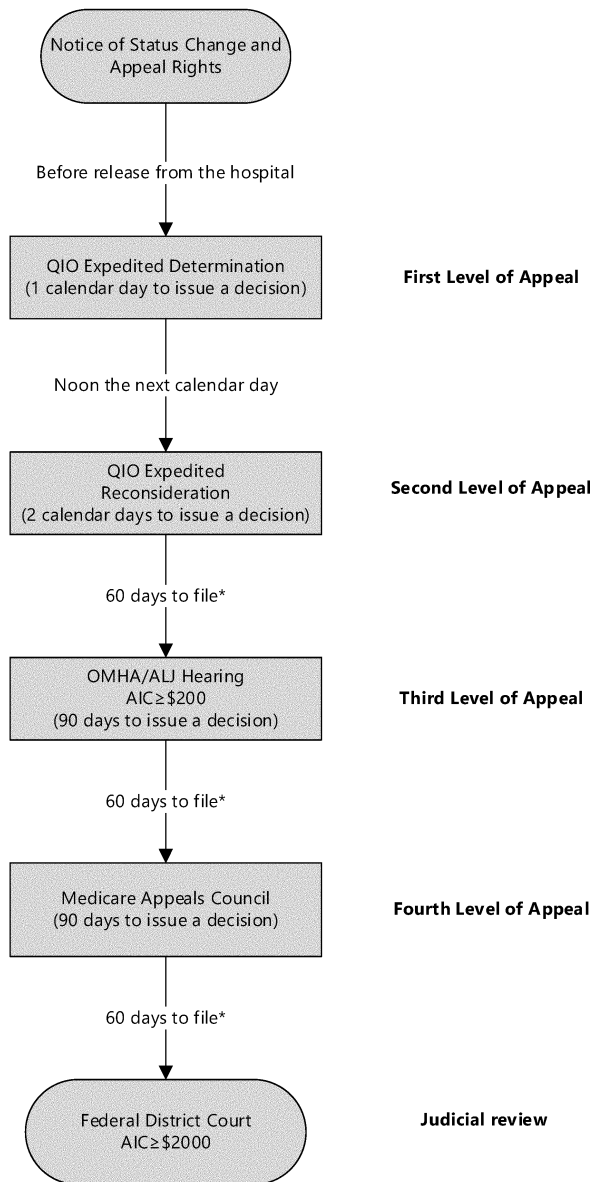 Notice of Status Change and
Appeal Rights
Before release from the hospital
QIO Expedited Determination
(1 calendar day to issue a decision)
First Level of Appeal
Noon the next calendar day
QIO Expedited
Reconsideration
(2 calendar days to issue a decision)
Second Level of Appeal
60 days to file*
OMHA/ALJ Hearing
AIC≥$200
(90 days to issue a decision)
Third Level of Appeal
60 days to file*
Medicare Appeals Council
(90 days to issue a decision)
Fourth Level of Appeal
60 days to file*
Federal District Court
AIC≥$2000
Judicial review